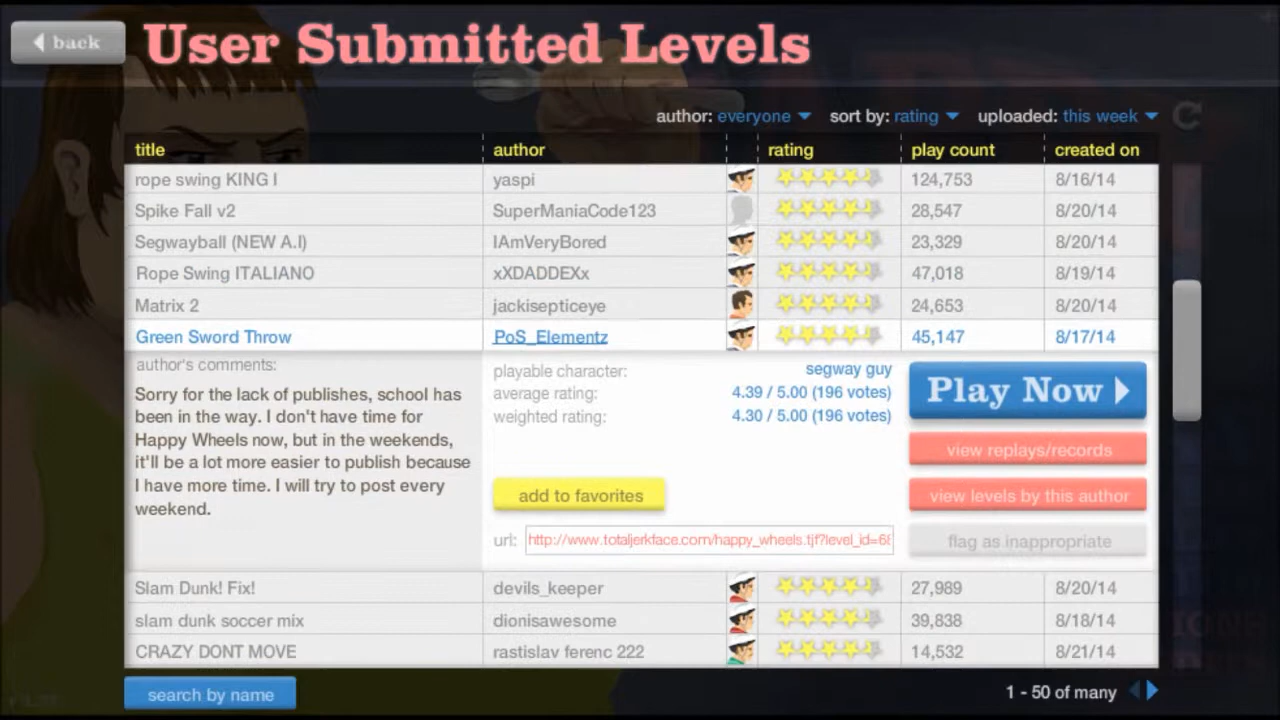 back
User Submitted Levels
author: everyone sort by: rating uploaded: this week
title author rating play count created on
rope swing KING I yaspi 124,753 8/16/14
Spike Fall v2 SuperManiaCode123 28,547 8/20/14
Segwayball (NEW A.I) IAmVeryBored 23,329 8/20/14
Rope Swing ITALIANO xXDADDEXx 47,018 8/19/14
Matrix 2 jackisepticeye 24,653 8/20/14
Green Sword Throw PoS_Elementz 45,147 8/17/14
author's comments:
Sorry for the lack of publishes, school has
been in the way. I don't have time for
Happy Wheels now, but in the weekends,
it'll be a lot more easier to publish because
I have more time. I will try to post every
weekend.
playable character: segway guy
average rating: 4.39 / 5.00 (196 votes)
weighted rating: 4.30 / 5.00 (196 votes)
add to favorites
url: http://www.totaljerkface.com/happy_wheels.tjf?level_id=6
Play Now
view replays/records
view levels by this author
flag as inappropriate
Slam Dunk! Fix! devils_keeper 27,989 8/20/14
slam dunk soccer mix dionisawesome 39,838 8/18/14
CRAZY DONT MOVE rastislav ferenc 222 14,532 8/21/14
search by name
1 - 50 of many